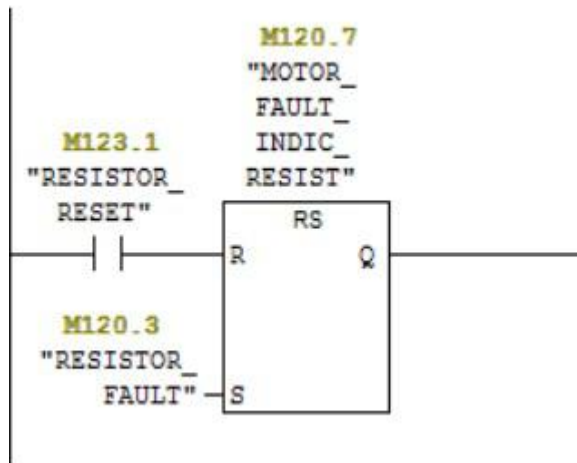 M120.7
"MOTOR_
FAULT_
INDIC_
RESIST"
M123.1
"RESISTOR_
RESET"
RS
R
Q
M120.3
"RESISTOR_
FAULT"
S